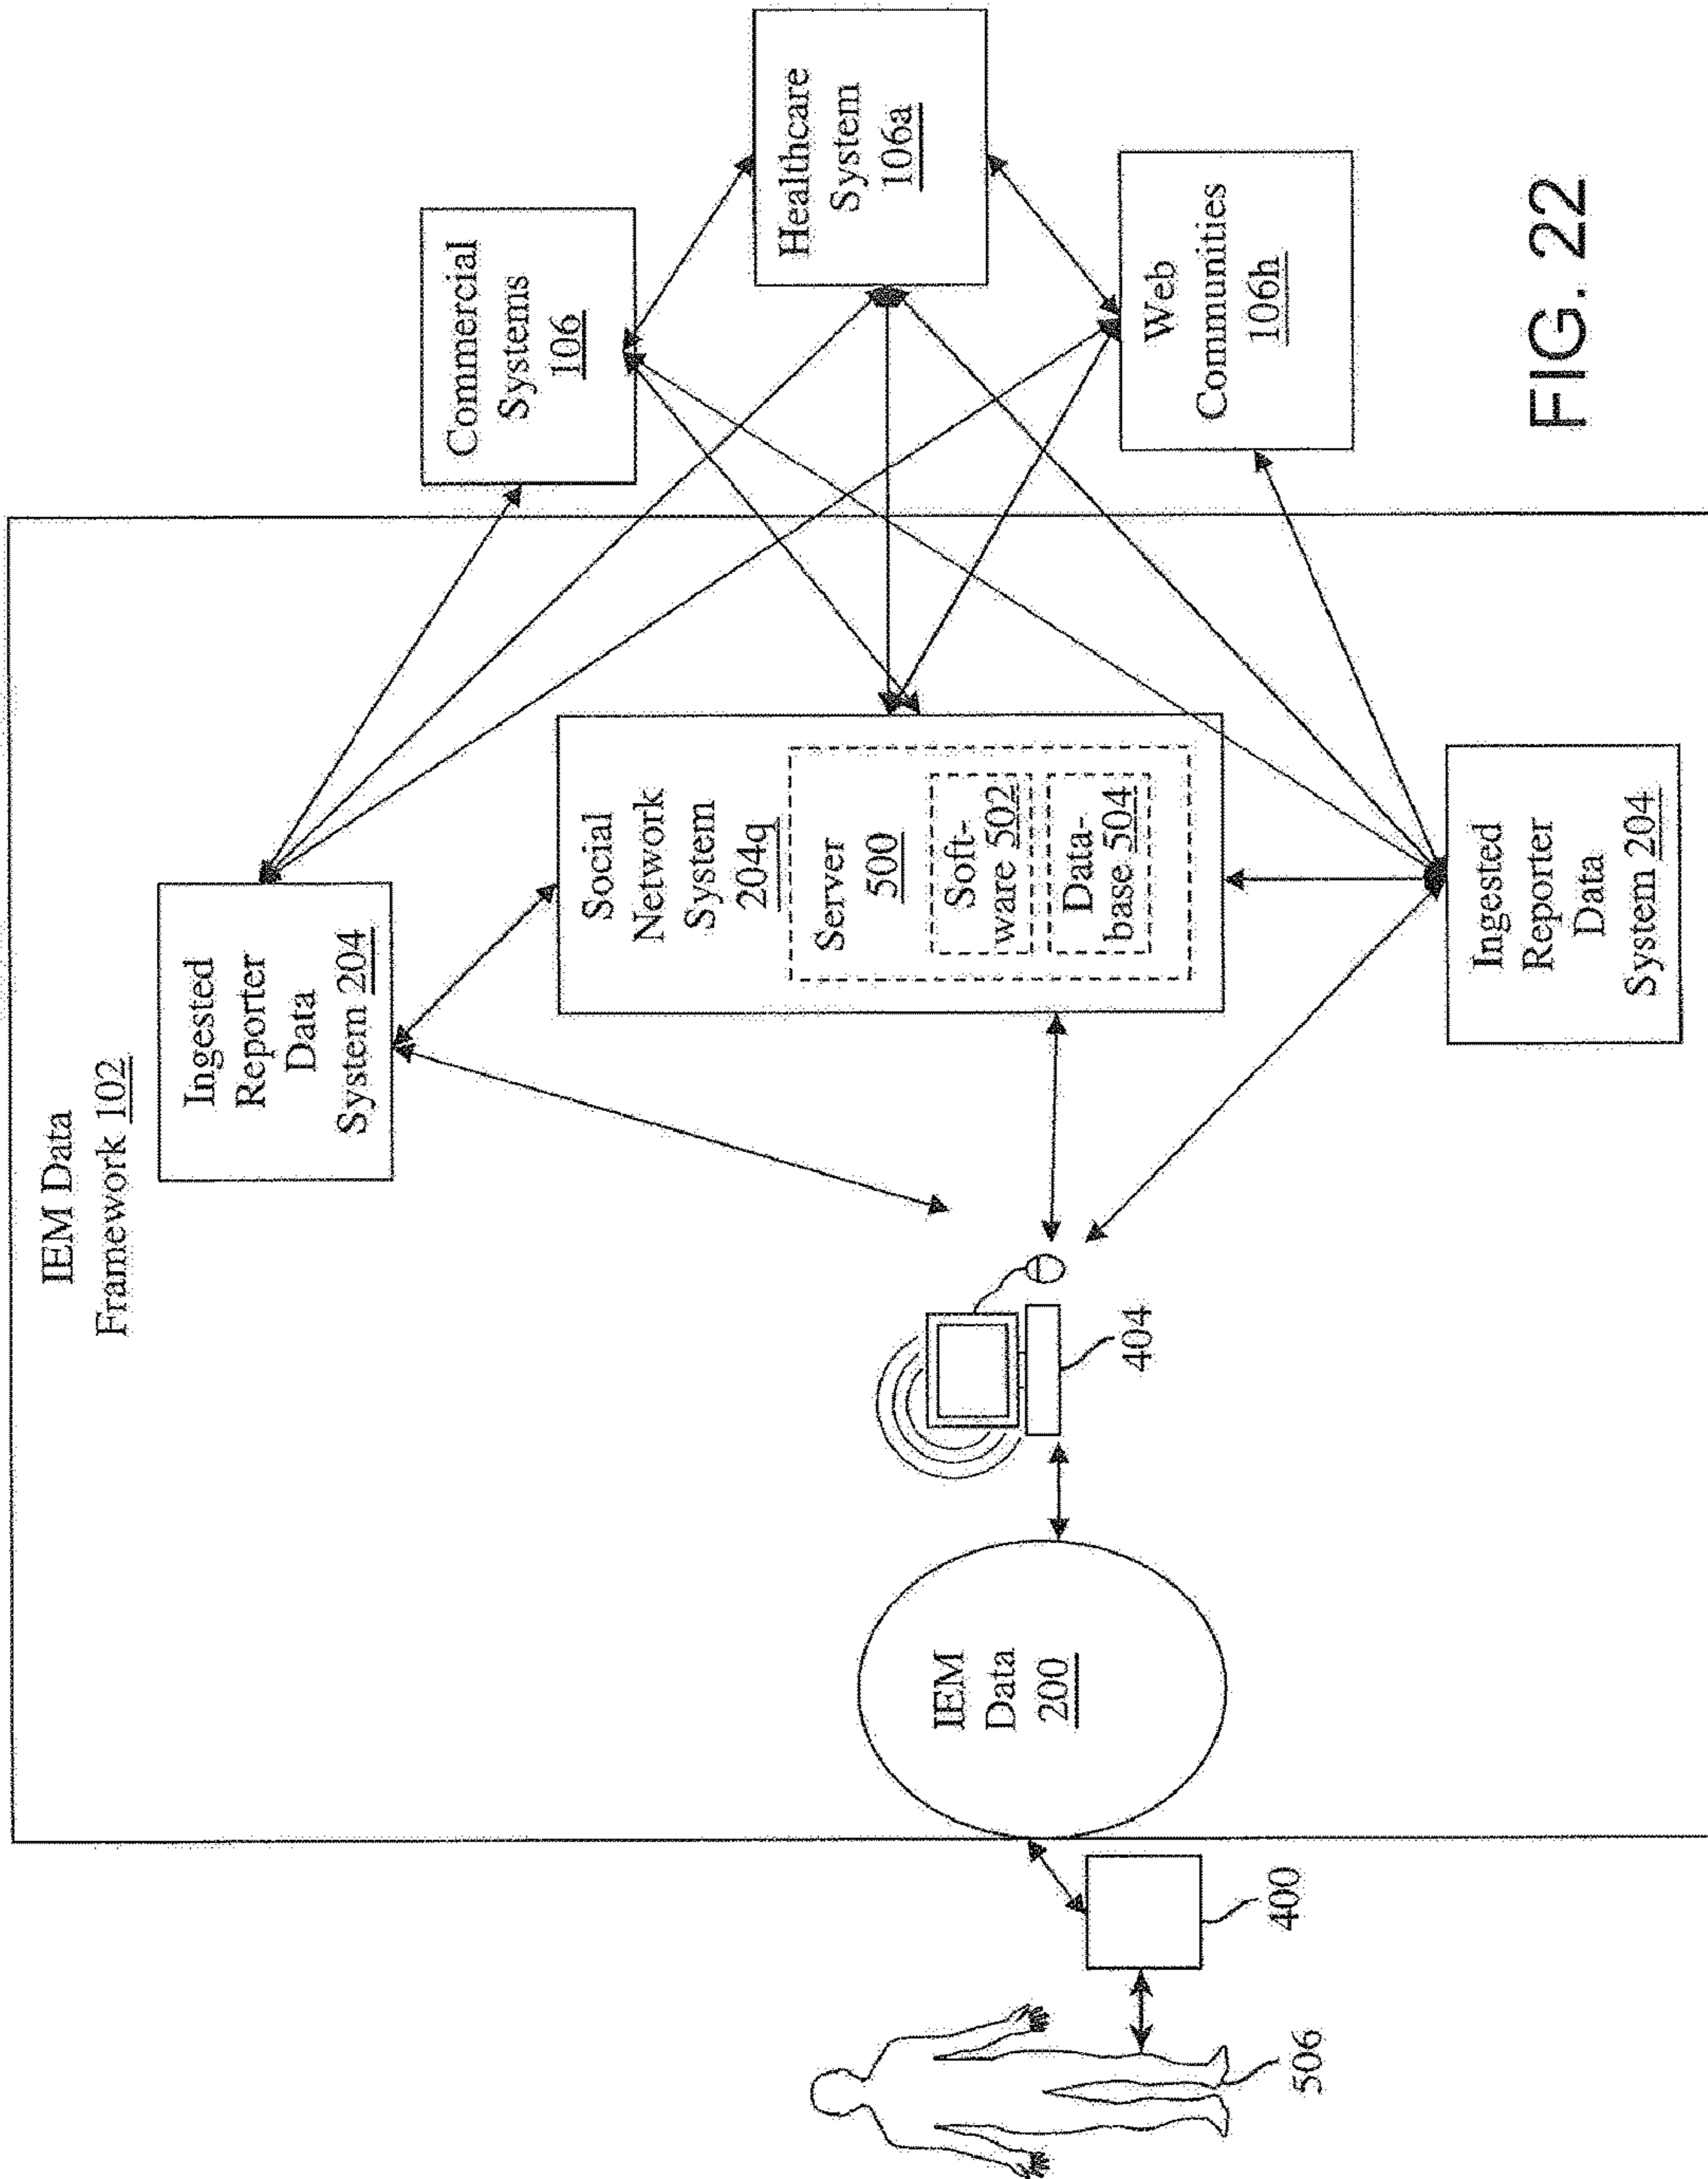 IEM Data
Framework 102
Ingested
Reporter
Data
System 204
Commercial
Systems
106
Social
Network
System
204q
Server
500
Soft-
ware 502
Data-
base 504
Healthcare
System
106a
Web
Communities
106h
IEM
Data
200
404
400
506
Ingested
Reporter
Data
System 204
FIG. 22